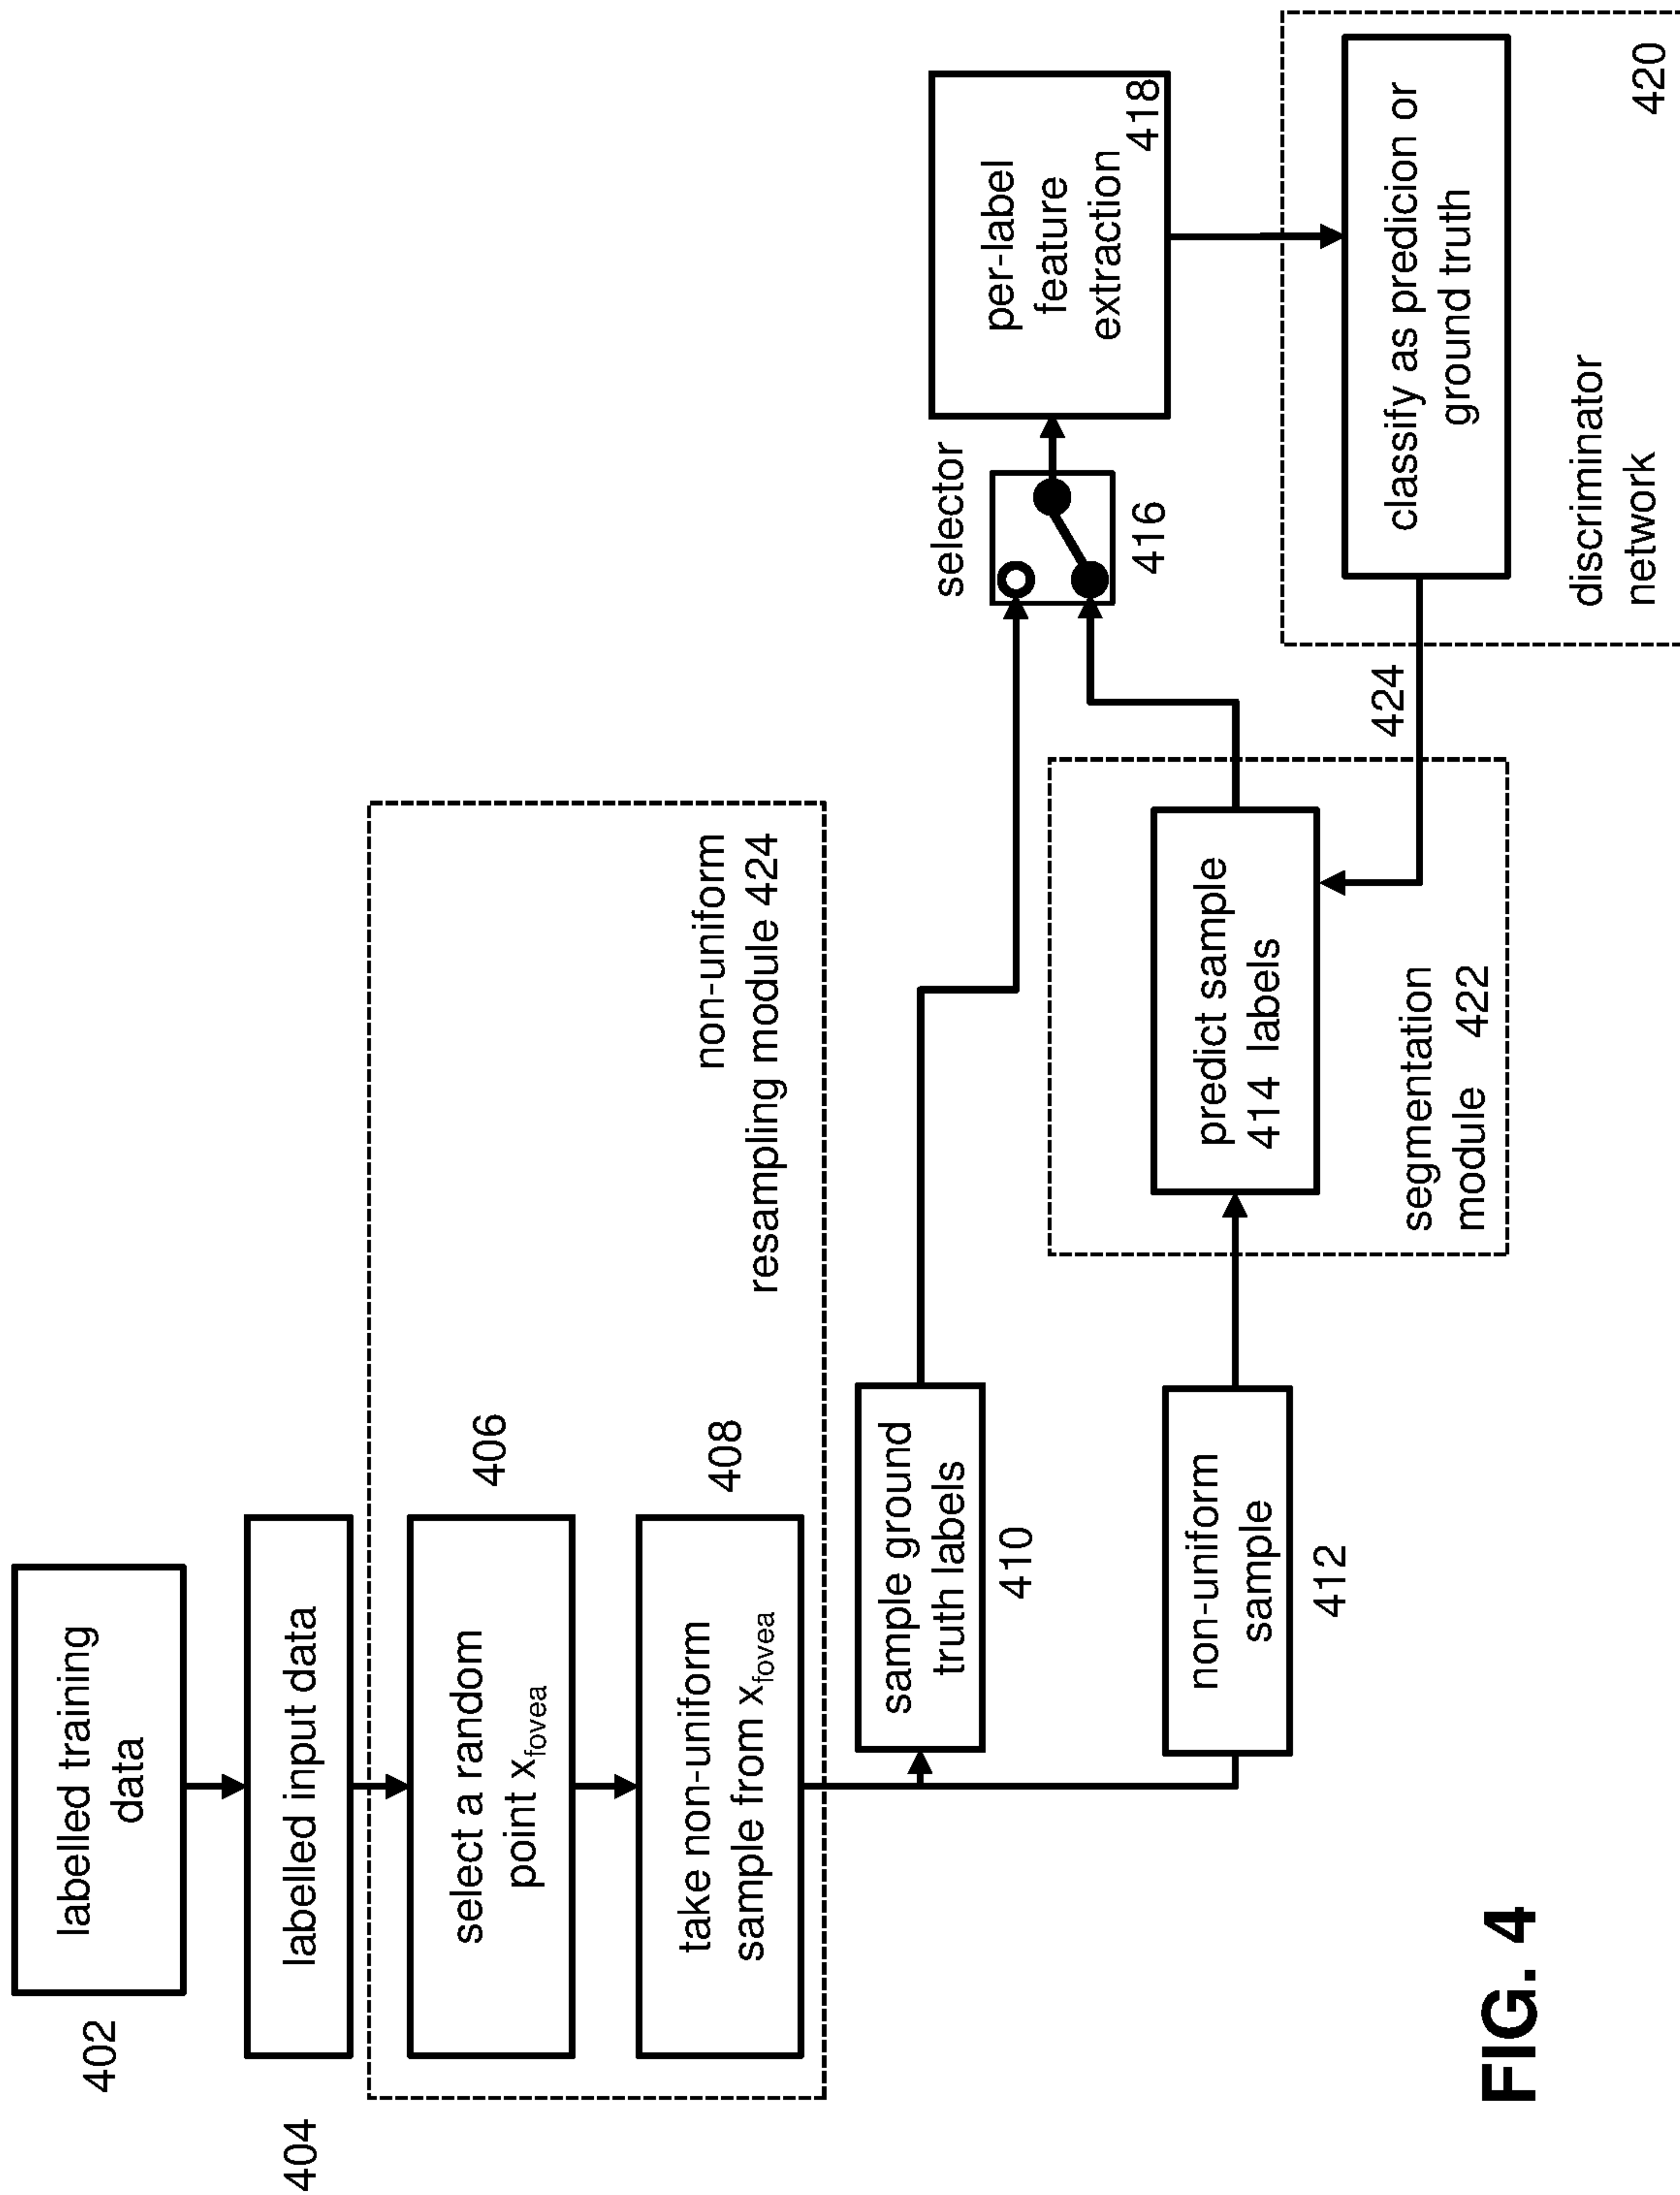 labelled training
data
402
labelled input data
404
select a random
point x_fovea
406
take non-uniform
sample from x_fovea
408
non-uniform
resampling module 424
sample ground
truth labels
410
non-uniform
sample
412
predict sample
414 labels
segmentation
module 422
selector
416
per-label
feature
extraction
418
424
classify as predicion or
ground truth
discriminator
network
420
FIG. 4